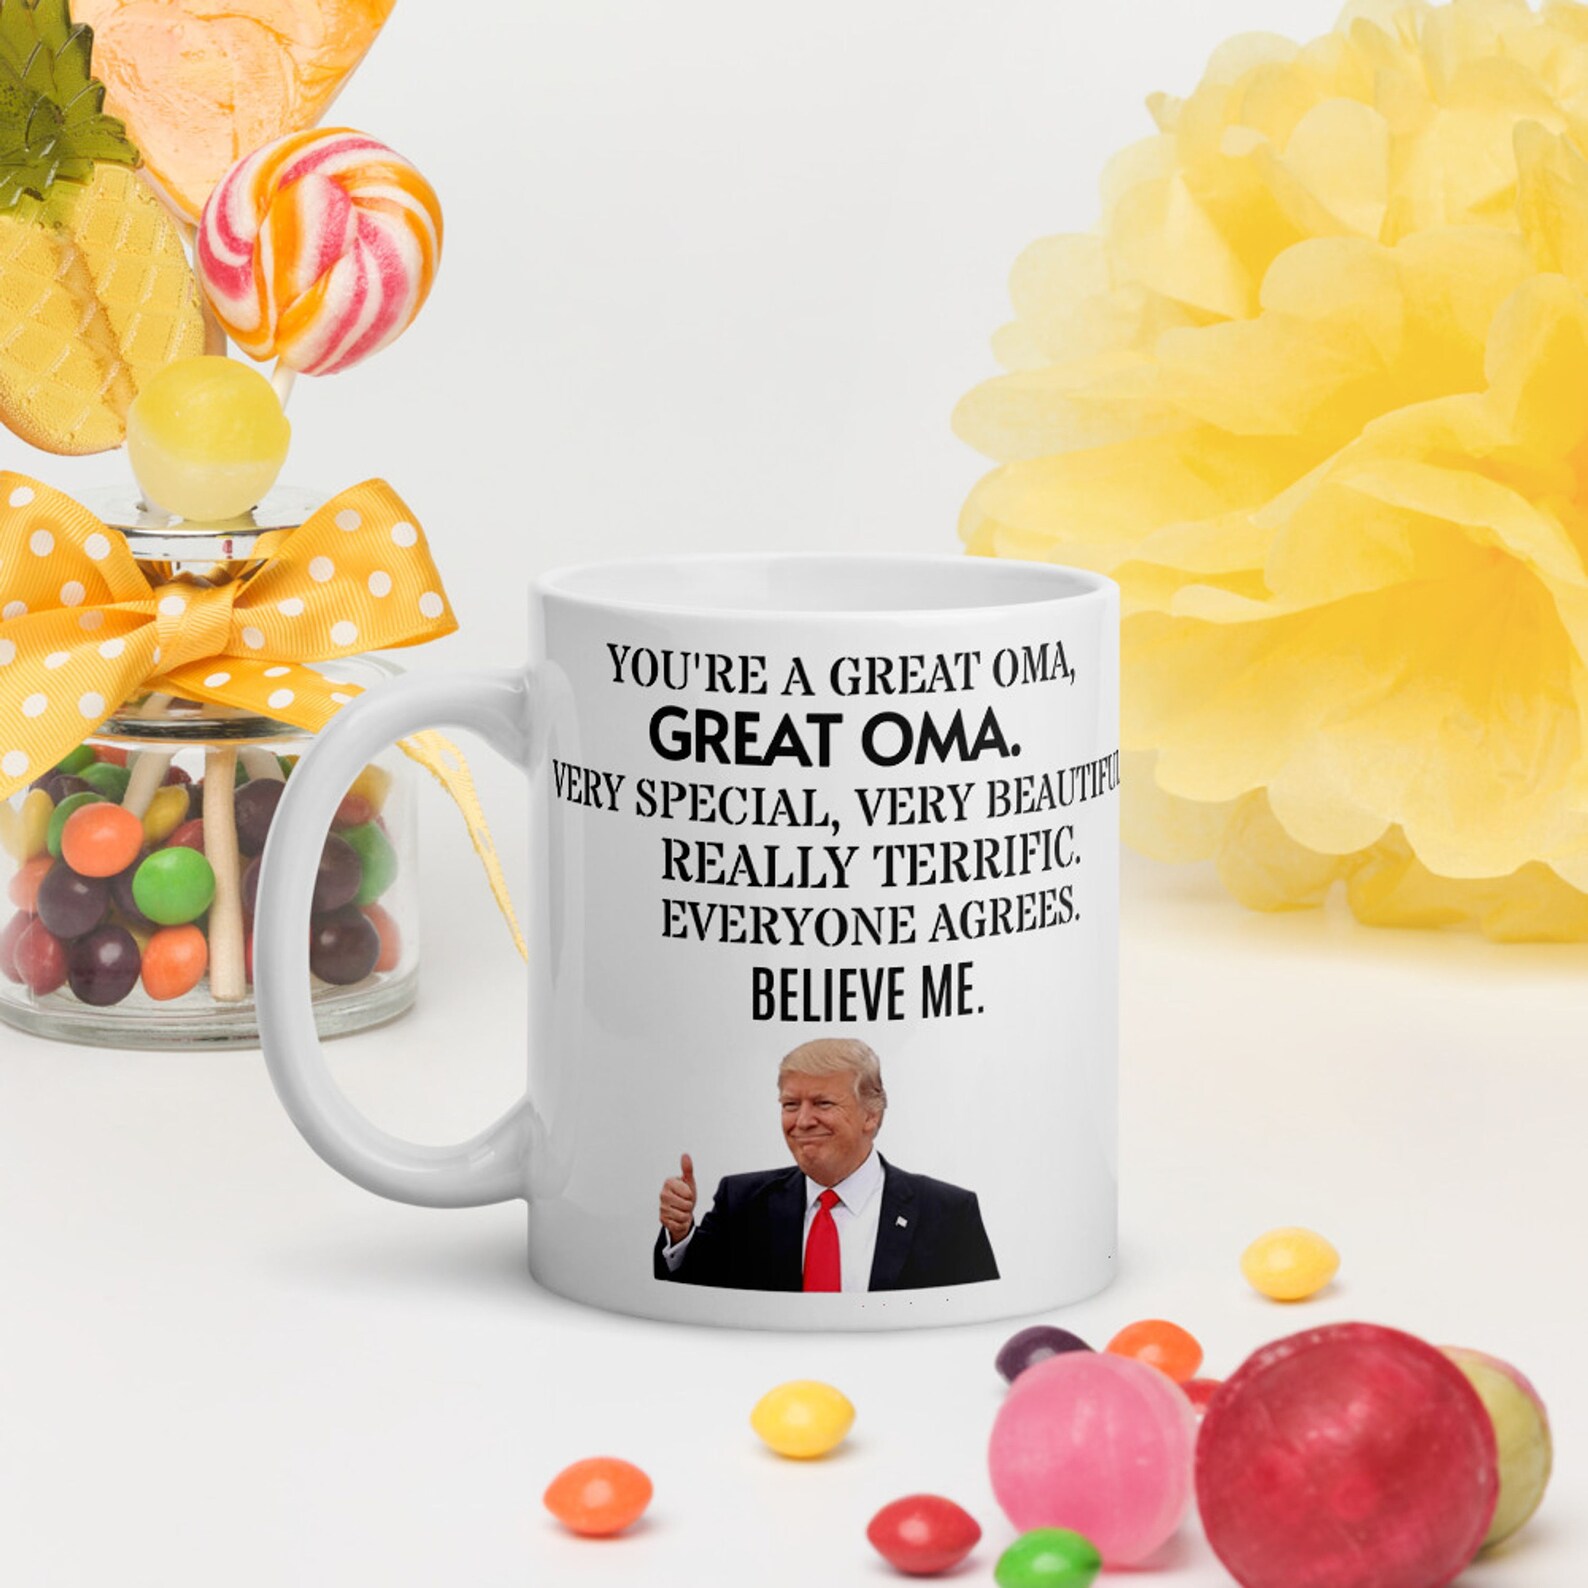 YOU'RE A GREAT OMA,
GREAT OMA.
VERY SPECIAL, VERY BEAUTIFUL
REALLY TERRIFIC.
EVERYONE AGREES.
BELIEVE ME.